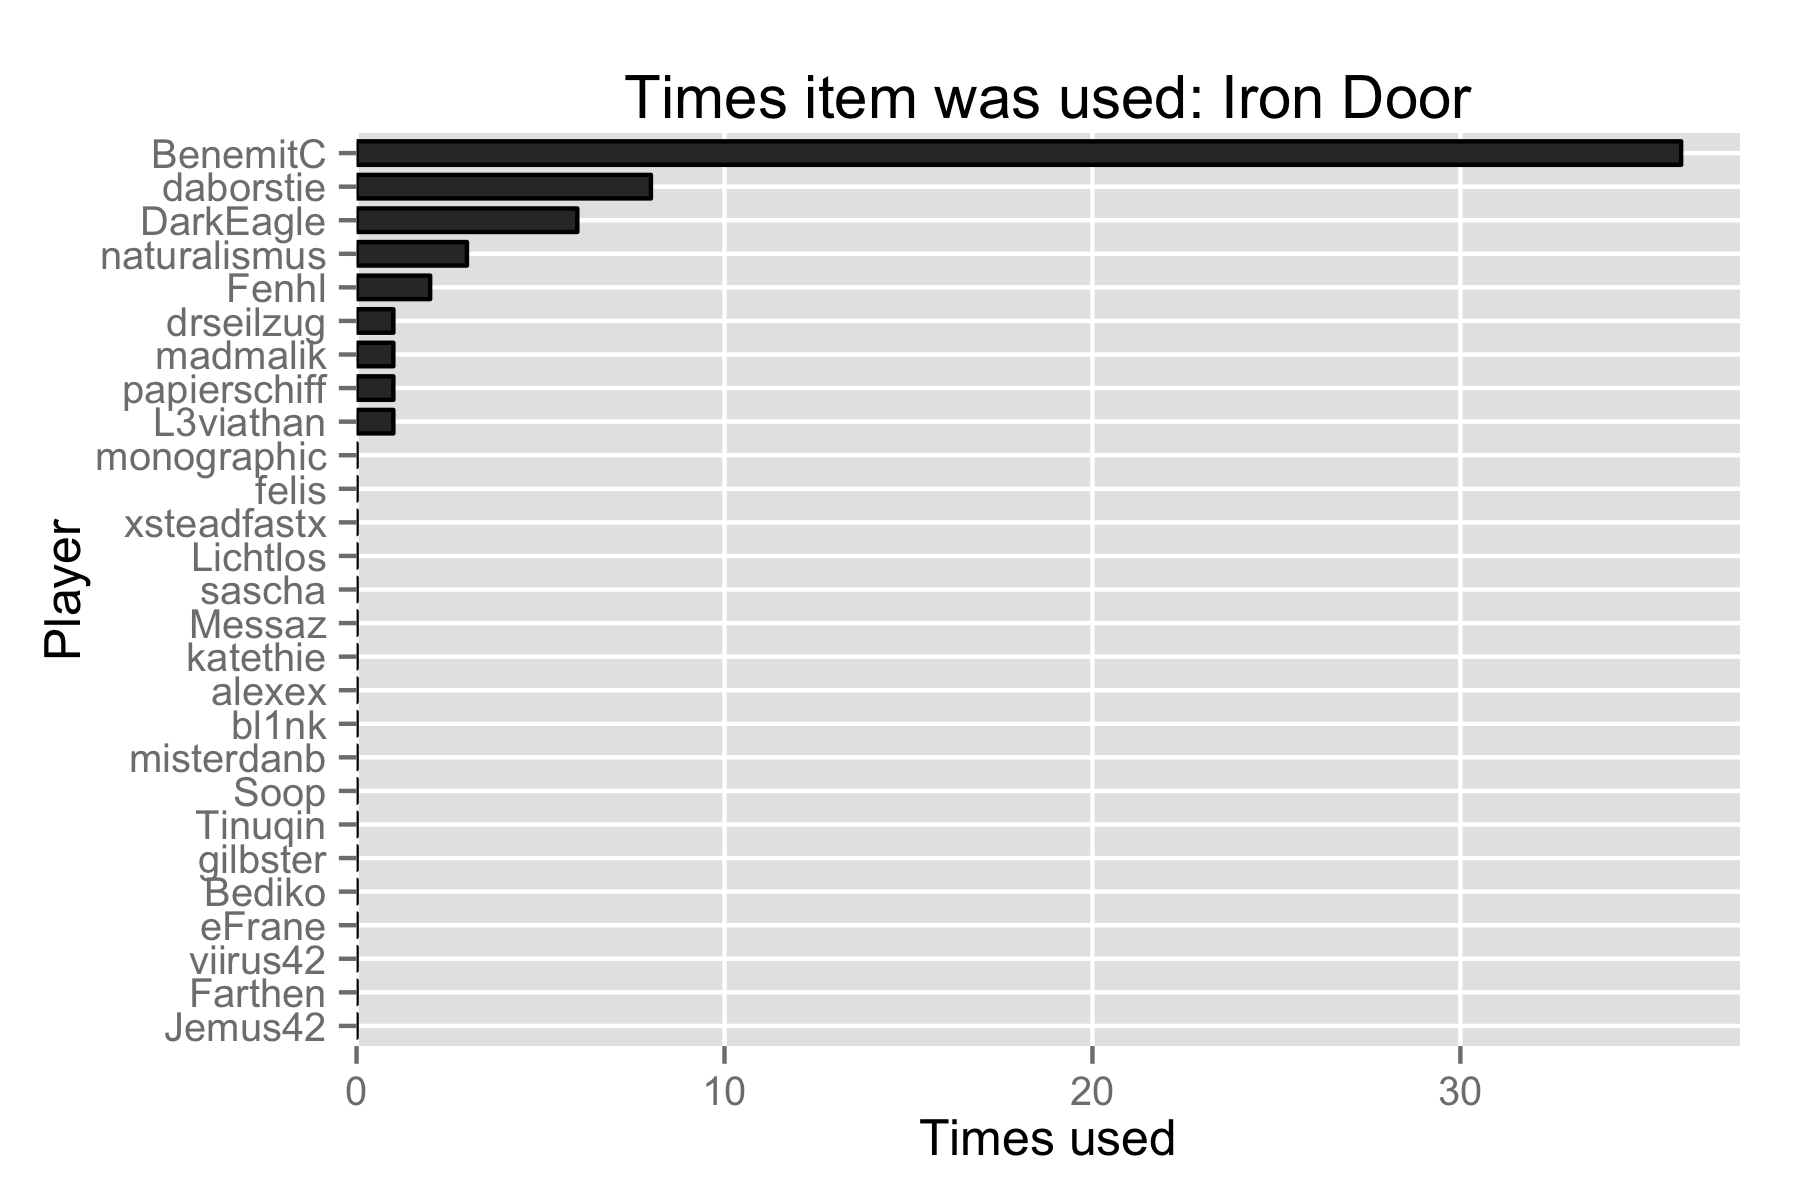 Times item was used: Iron Door
BenemitC
daborstie
DarkEagle
naturalismus
Fenhl
drseilzug
madmalik
papierschiff
L3viathan
monographic
felis
xsteadfastx
Lichtlos
sascha
Messaz
katethie
alexex
bl1nk
misterdanb
Soop
Tinuqin
gilbster
Bediko
eFrane
viirus42
Farthen
Jemus42
Player
0 10 20 30
Times used